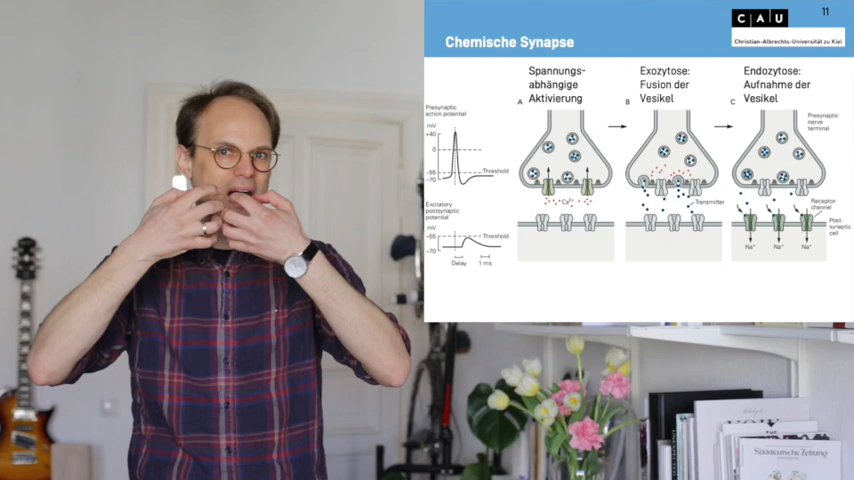 11
C A U
Christian-Albrechts-Universität zu Kiel
Chemische Synapse
Spannungs-
abhängige
Aktivierung
Exozytose:
Fusion der
Vesikel
Endozytose:
Aufnahme der
Vesikel
A
B
C
Presynaptic
action potential
mV
+40
0
-55
-70
Threshold
Excitatory
postsynaptic
potential
mV
-55
-70
Threshold
Delay
1 ms
Ca2+
Transmitter
Presynaptic
nerve
terminal
Receptor
channel
Post-
synaptic
cell
Na+
Na+
Na+
Süddeutsche Zeitung